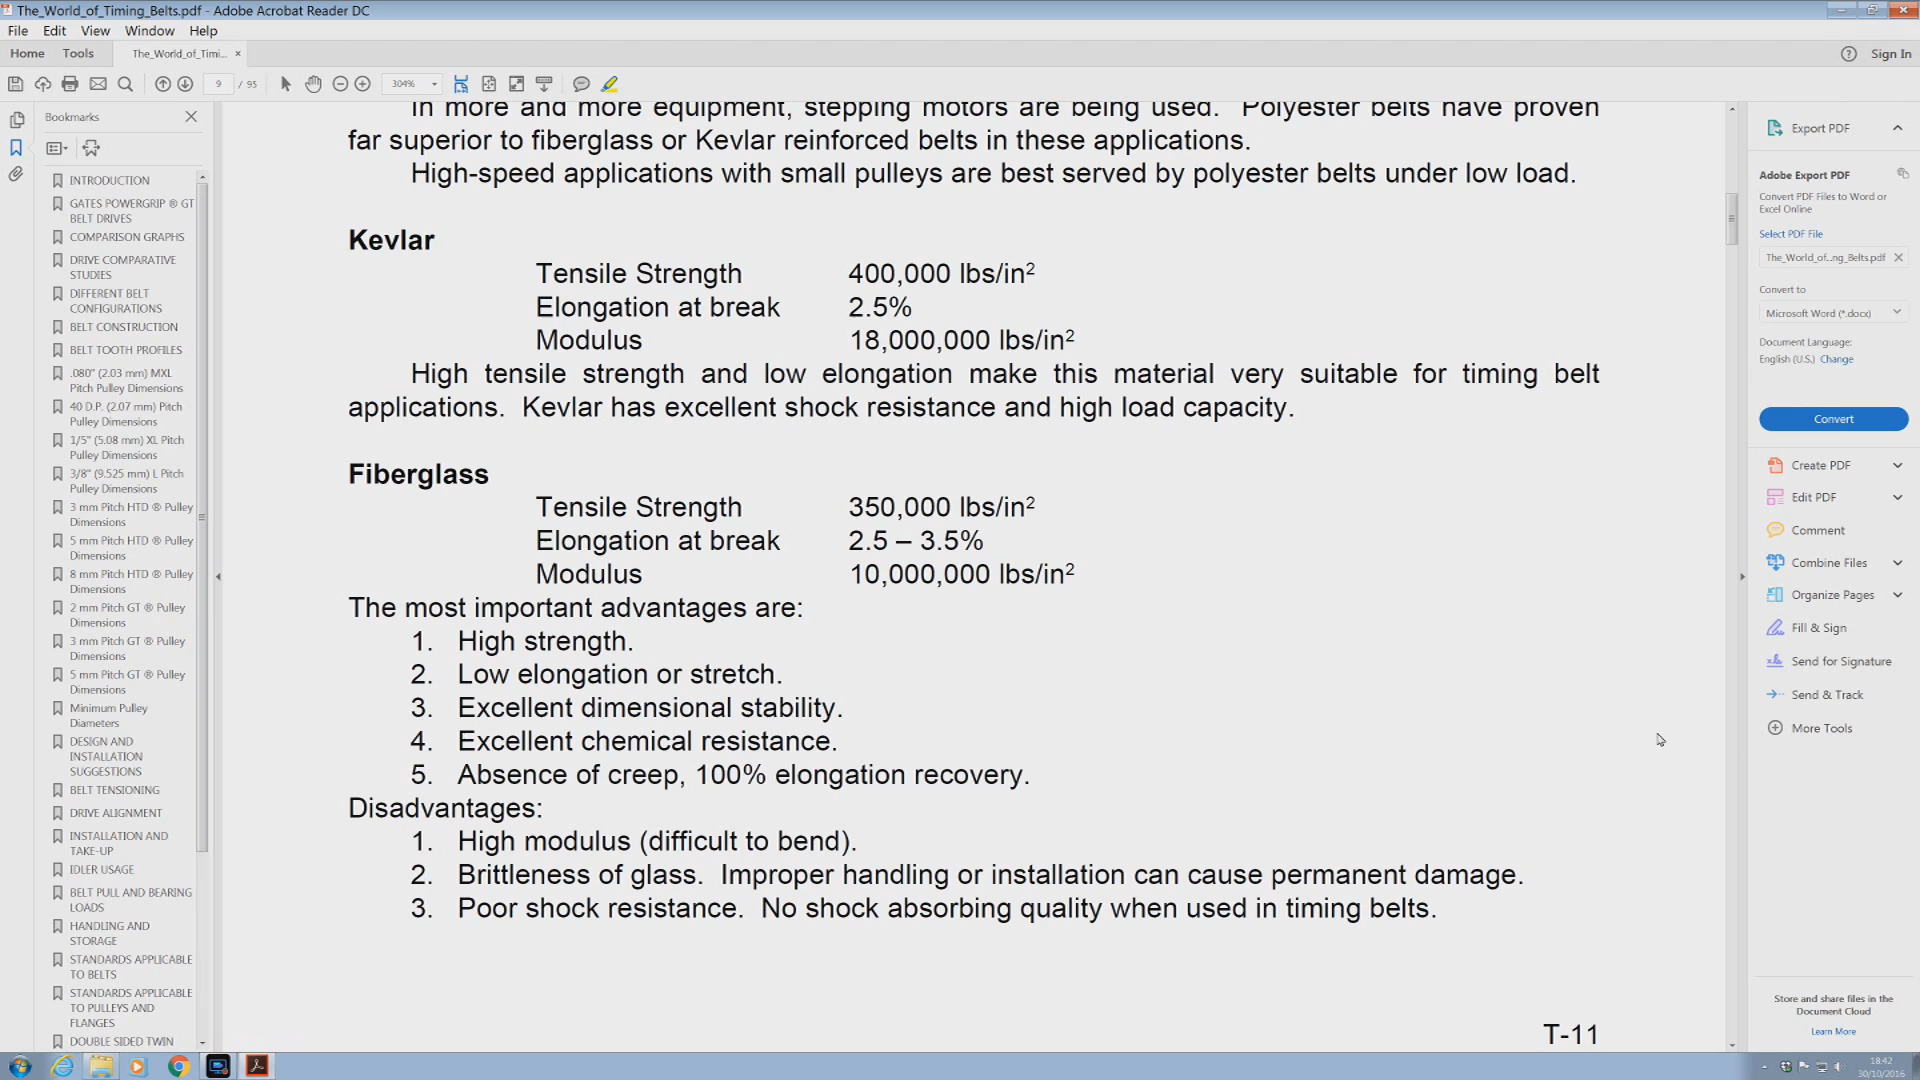 The_World_of_Timing_Belts.pdf - Adobe Acrobat Reader DC
File Edit View Window Help
Home Tools The_World_of_Timi... × Sign In
9 / 95 304%
Bookmarks
INTRODUCTION
GATES POWERGRIP ® GT
BELT DRIVES
COMPARISON GRAPHS
DRIVE COMPARATIVE
STUDIES
DIFFERENT BELT
CONFIGURATIONS
BELT CONSTRUCTION
BELT TOOTH PROFILES
.080" (2.03 mm) MXL
Pitch Pulley Dimensions
40 D.P. (2.07 mm) Pitch
Pulley Dimensions
1/5" (5.08 mm) XL Pitch
Pulley Dimensions
3/8" (9.525 mm) L Pitch
Pulley Dimensions
3 mm Pitch HTD ® Pulley
Dimensions
5 mm Pitch HTD ® Pulley
Dimensions
8 mm Pitch HTD ® Pulley
Dimensions
2 mm Pitch GT ® Pulley
Dimensions
3 mm Pitch GT ® Pulley
Dimensions
5 mm Pitch GT ® Pulley
Dimensions
Minimum Pulley
Diameters
DESIGN AND
INSTALLATION
SUGGESTIONS
BELT TENSIONING
DRIVE ALIGNMENT
INSTALLATION AND
TAKE-UP
IDLER USAGE
BELT PULL AND BEARING
LOADS
HANDLING AND
STORAGE
STANDARDS APPLICABLE
TO BELTS
STANDARDS APPLICABLE
TO PULLEYS AND
FLANGES
DOUBLE SIDED TWIN
In more and more equipment, stepping motors are being used. Polyester belts have proven
far superior to fiberglass or Kevlar reinforced belts in these applications.
High-speed applications with small pulleys are best served by polyester belts under low load.
Kevlar
Tensile Strength 400,000 lbs/in²
Elongation at break 2.5%
Modulus 18,000,000 lbs/in²
High tensile strength and low elongation make this material very suitable for timing belt
applications. Kevlar has excellent shock resistance and high load capacity.
Fiberglass
Tensile Strength 350,000 lbs/in²
Elongation at break 2.5 – 3.5%
Modulus 10,000,000 lbs/in²
The most important advantages are:
1. High strength.
2. Low elongation or stretch.
3. Excellent dimensional stability.
4. Excellent chemical resistance.
5. Absence of creep, 100% elongation recovery.
Disadvantages:
1. High modulus (difficult to bend).
2. Brittleness of glass. Improper handling or installation can cause permanent damage.
3. Poor shock resistance. No shock absorbing quality when used in timing belts.
T-11
Export PDF
Adobe Export PDF
Convert PDF Files to Word or
Excel Online
Select PDF File
The_World_of...ng_Belts.pdf ×
Convert to
Microsoft Word (*.docx)
Document Language:
English (U.S.) Change
Convert
Create PDF
Edit PDF
Comment
Combine Files
Organize Pages
Fill & Sign
Send for Signature
Send & Track
More Tools
Store and share files in the
Document Cloud
Learn More
18:42
30/10/2016